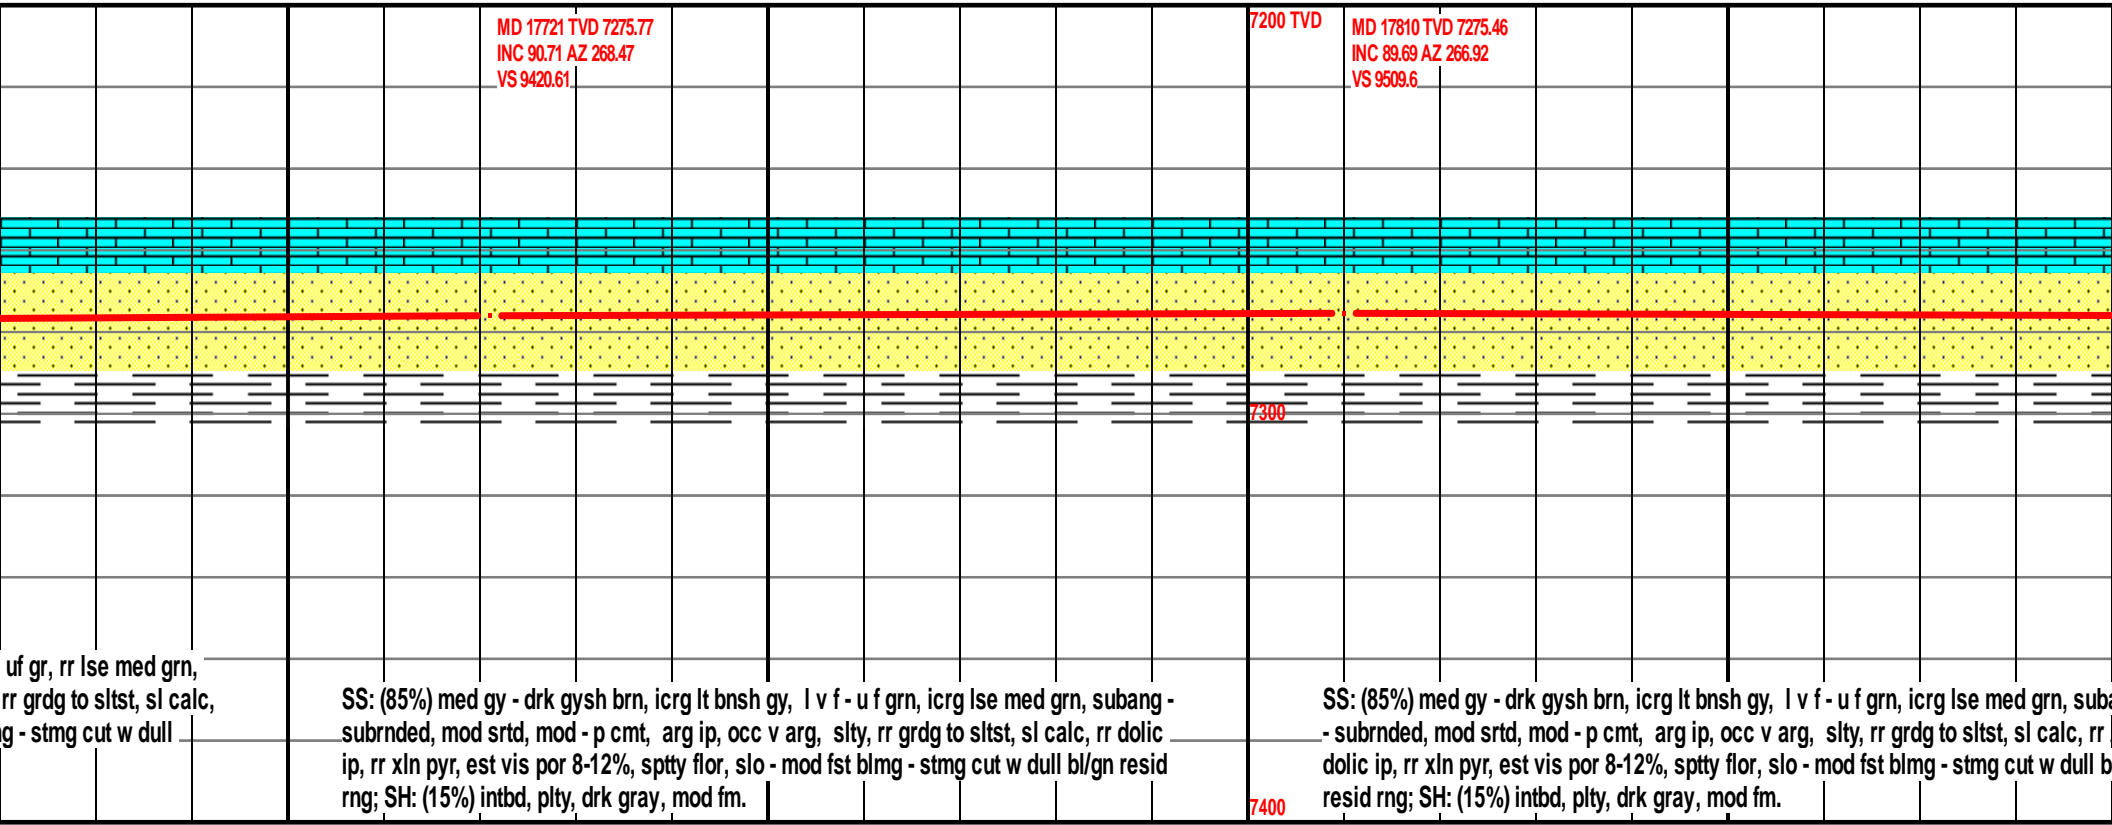 MD 17721 TVD 7275.77
INC 90.71 AZ 268.47
VS 9420.61
7200 TVD
MD 17810 TVD 7275.46
INC 89.69 AZ 266.92
VS 9509.6
7300
uf gr, rr lse med grn,
rr grdg to sltst, sl calc,
g - stmg cut w dull
SS: (85%) med gy - drk gysh brn, icrg lt bnsh gy, l v f - u f grn, icrg lse med grn, subang -
subrnded, mod srtd, mod - p cmt, arg ip, occ v arg, slty, rr grdg to sltst, sl calc, rr dolic
ip, rr xln pyr, est vis por 8-12%, sptty flor, slo - mod fst blmg - stmg cut w dull bl/gn resid
rng; SH: (15%) intbd, plty, drk gray, mod fm.
7400
SS: (85%) med gy - drk gysh brn, icrg lt bnsh gy, l v f - u f grn, icrg lse med grn, suba
- subrnded, mod srtd, mod - p cmt, arg ip, occ v arg, slty, rr grdg to sltst, sl calc, rr
dolic ip, rr xln pyr, est vis por 8-12%, sptty flor, slo - mod fst blmg - stmg cut w dull b
resid rng; SH: (15%) intbd, plty, drk gray, mod fm.